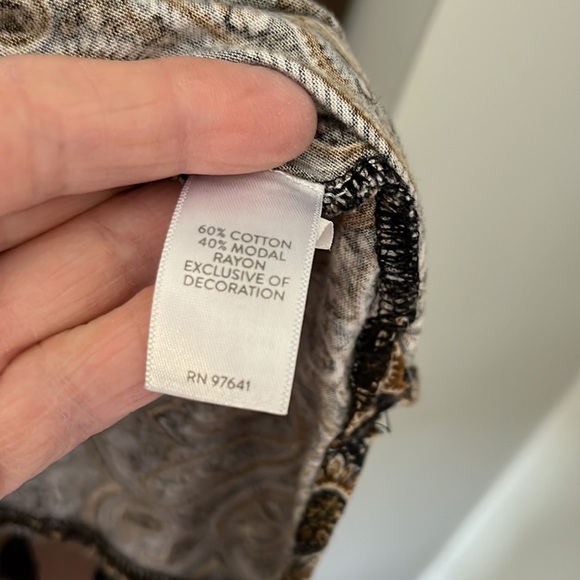 60% COTTON
40% MODAL
RAYON
EXCLUSIVE OF
DECORATION
RN 97641